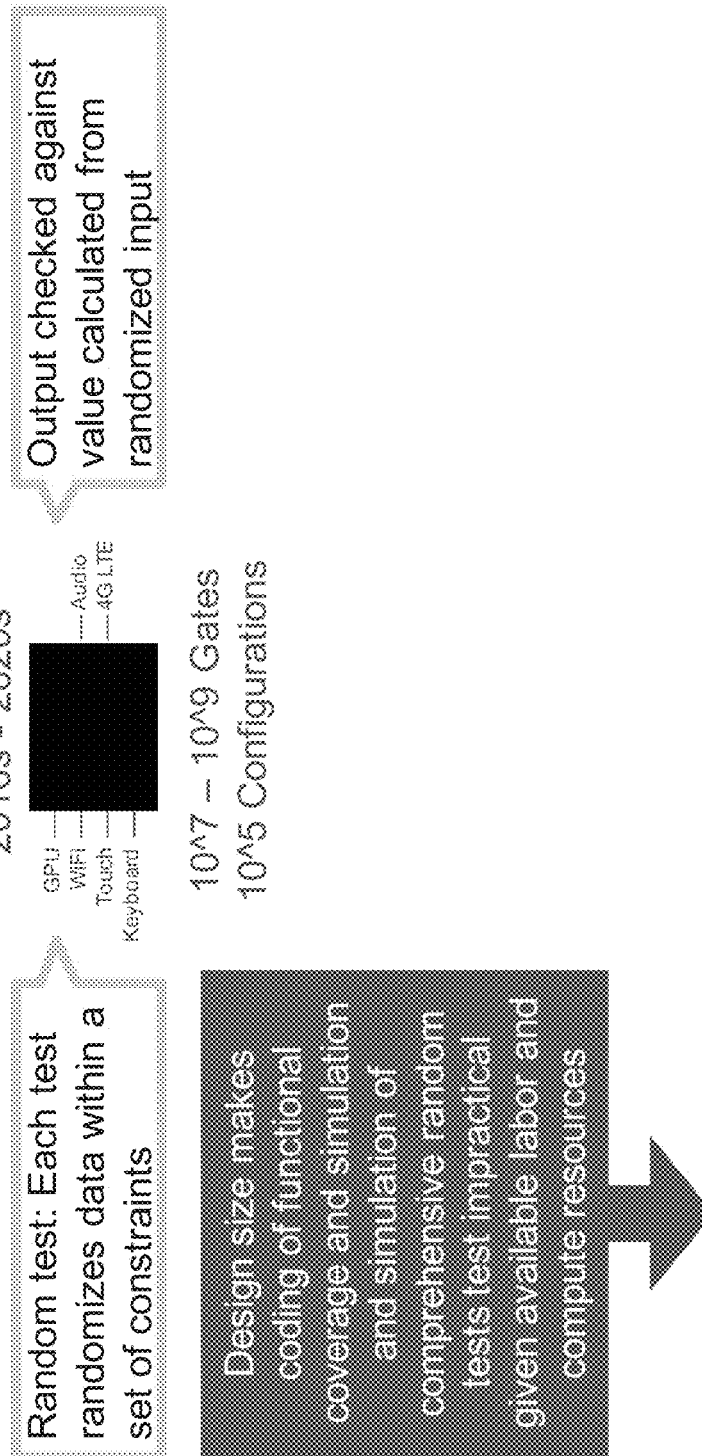 2010s - 2020s
Random test: Each test
randomizes data within a
set of constraints
GPU
WiFi
Touch
Keyboard
Audio
4G LTE
Output checked against
value calculated from
randomized input
10^7 – 10^9 Gates
10^5 Configurations
Design size makes
coding of functional
coverage and simulation
and simulation of
comprehensive random
tests test impractical
given available labor and
compute resources